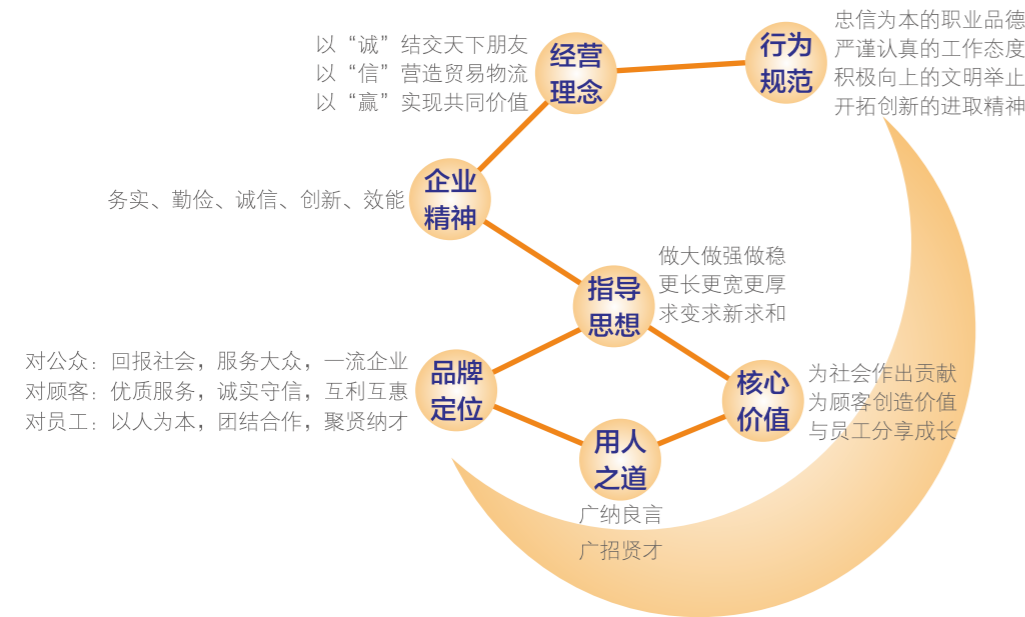 以“诚”结交天下朋友
以“信”营造贸易物流
以“赢”实现共同价值
经营
理念
行为
规范
忠信为本的职业品德
严谨认真的工作态度
积极向上的文明举止
开拓创新的进取精神
务实、勤俭、诚信、创新、效能
企业
精神
指导
思想
做大做强做稳
更长更宽更厚
求变求新求和
对公众：回报社会，服务大众，一流企业
对顾客：优质服务，诚实守信，互利互惠
对员工：以人为本，团结合作，聚贤纳才
品牌
定位
核心
价值
为社会作出贡献
为顾客创造价值
与员工分享成长
用人
之道
广纳良言
广招贤才